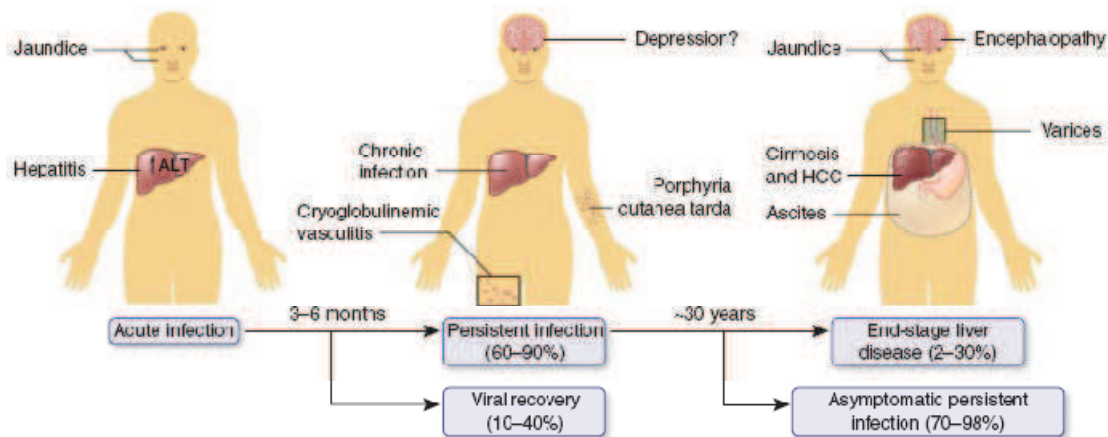 Jaundice
Hepatitis
ALT
Depression?
Chronic
infection
Cryoglobulinemic
vasculitis
Porphyria
cutanea tarda
Jaundice
Encephalopathy
Varices
Cirrhosis
and HCC
Ascites
Acute infection
3–6 months
Persistent infection
(60–90%)
~30 years
End-stage liver
disease (2–30%)
Viral recovery
(10–40%)
Asymptomatic persistent
infection (70–98%)